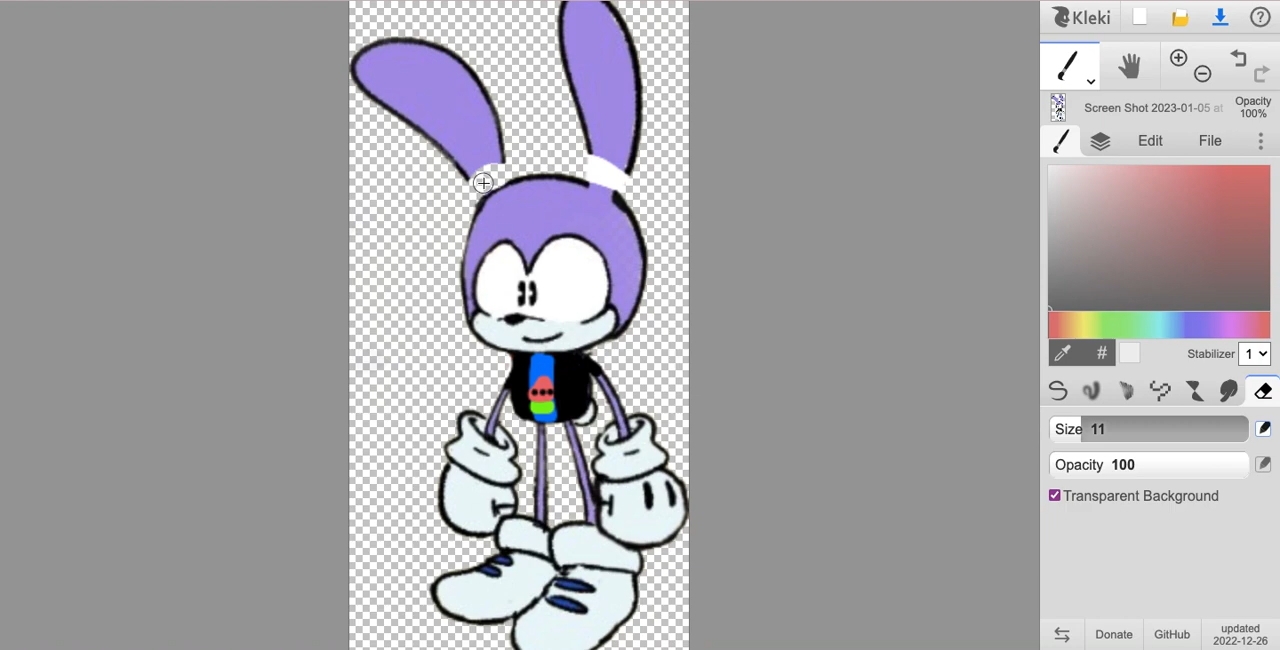 Kleki
Screen Shot 2023-01-05 at
Opacity
100%
Edit
File
#
Stabilizer 1
Size 11
Opacity 100
Transparent Background
Donate
GitHub
updated
2022-12-26